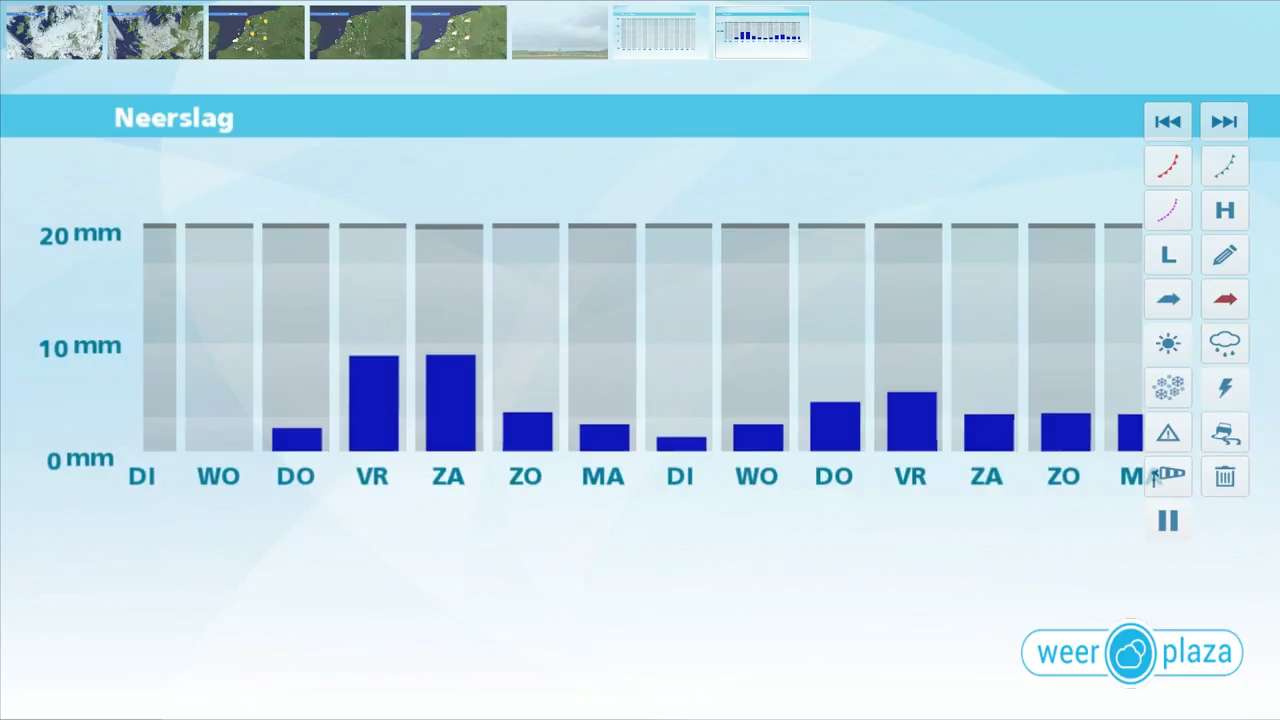 Neerslag
20 mm
10 mm
0 mm
DI WO DO VR ZA ZO MA DI WO DO VR ZA ZO MA
H
L
weer plaza